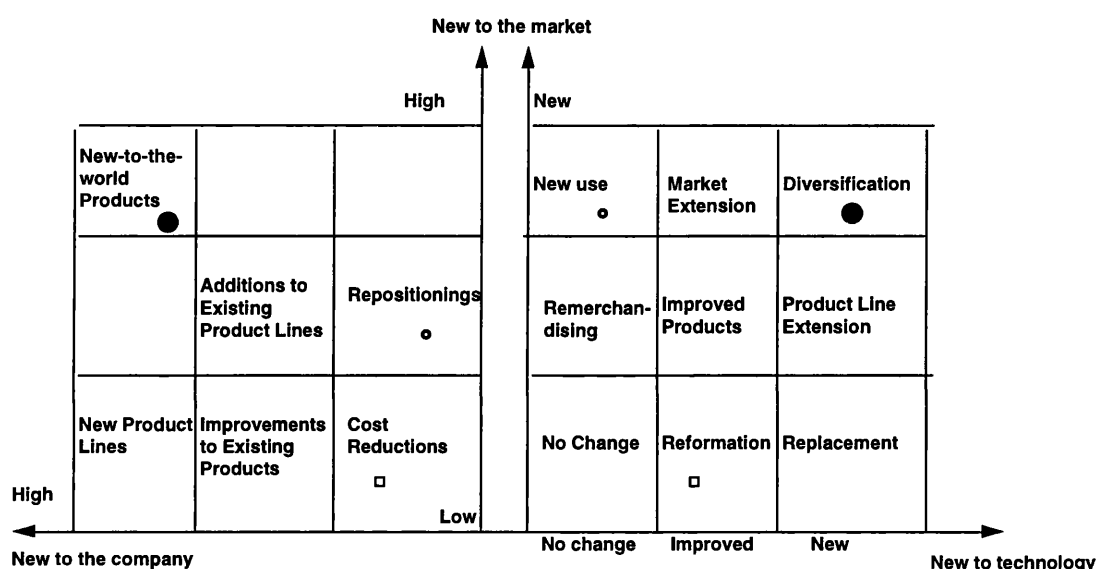 New to the market
High
New
New-to-the-
world
Products
New use
Market
Extension
Diversification
Additions to
Existing
Product Lines
Repositionings
Remerchan-
dising
Improved
Products
Product Line
Extension
New Product
Lines
Improvements
to Existing
Products
Cost
Reductions
No Change
Reformation
Replacement
High
Low
No change
Improved
New
New to the company
New to technology